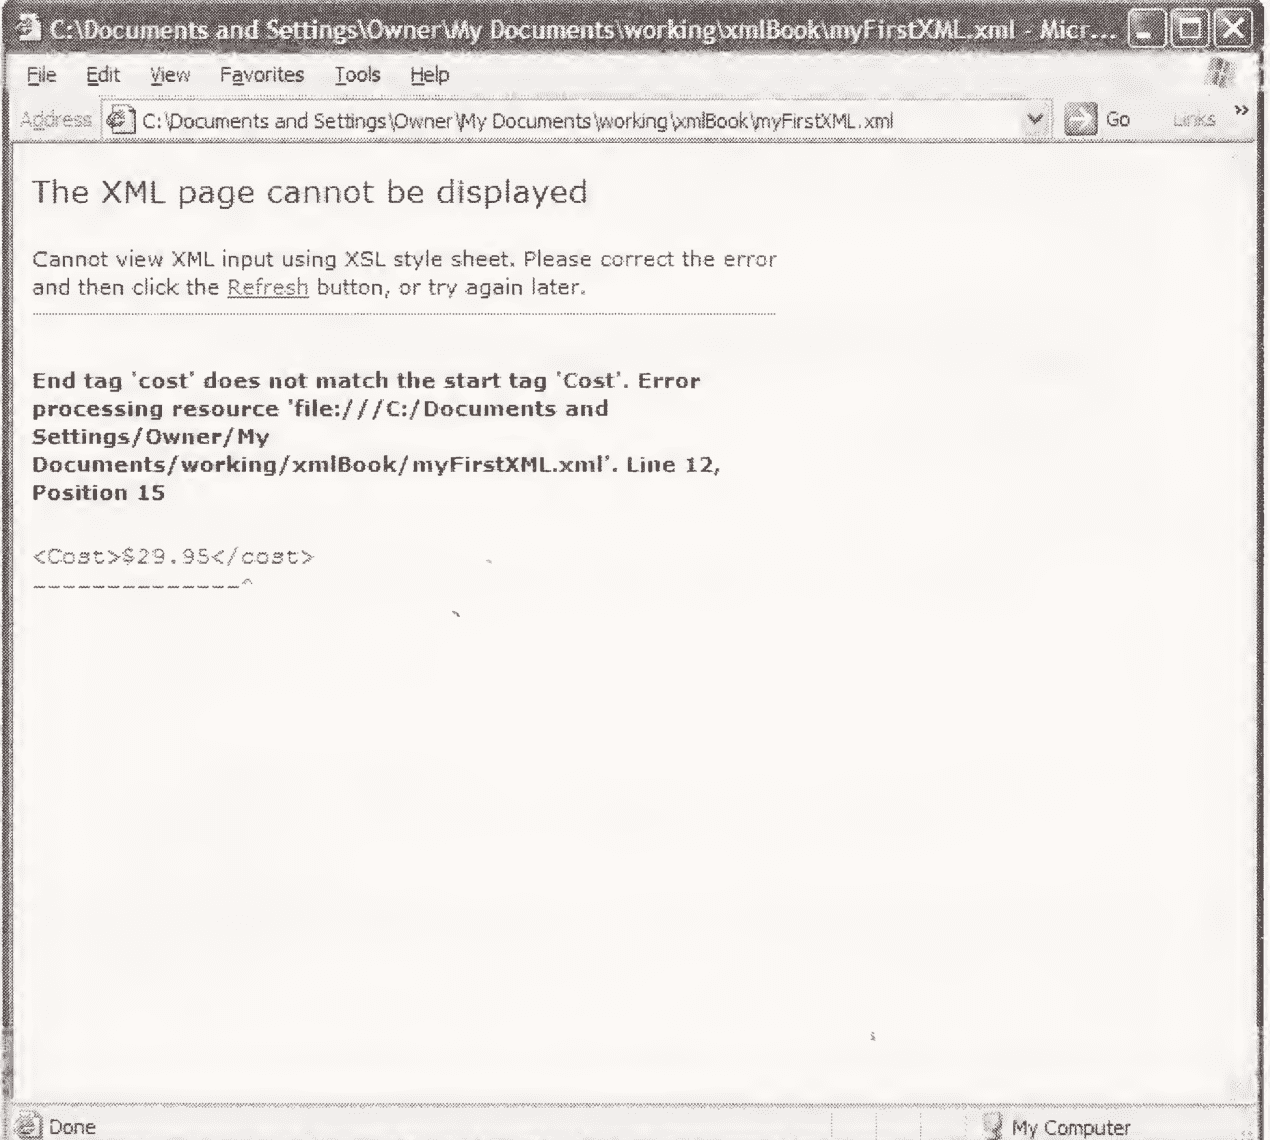 C:\Documents and Settings\Owner\My Documents\working\xmlBook\myFirstXML.xml - Micr...
File Edit View Favorites Tools Help
Address C:\Documents and Settings\Owner\My Documents\working\xmlBook\myFirstXML.xml Go Links »
The XML page cannot be displayed
Cannot view XML input using XSL style sheet. Please correct the error
and then click the Refresh button, or try again later.
End tag 'cost' does not match the start tag 'Cost'. Error
processing resource 'file:///C:/Documents and
Settings/Owner/My
Documents/working/xmlBook/myFirstXML.xml'. Line 12,
Position 15
<Cost>$29.95</cost>
--------------^
Done My Computer